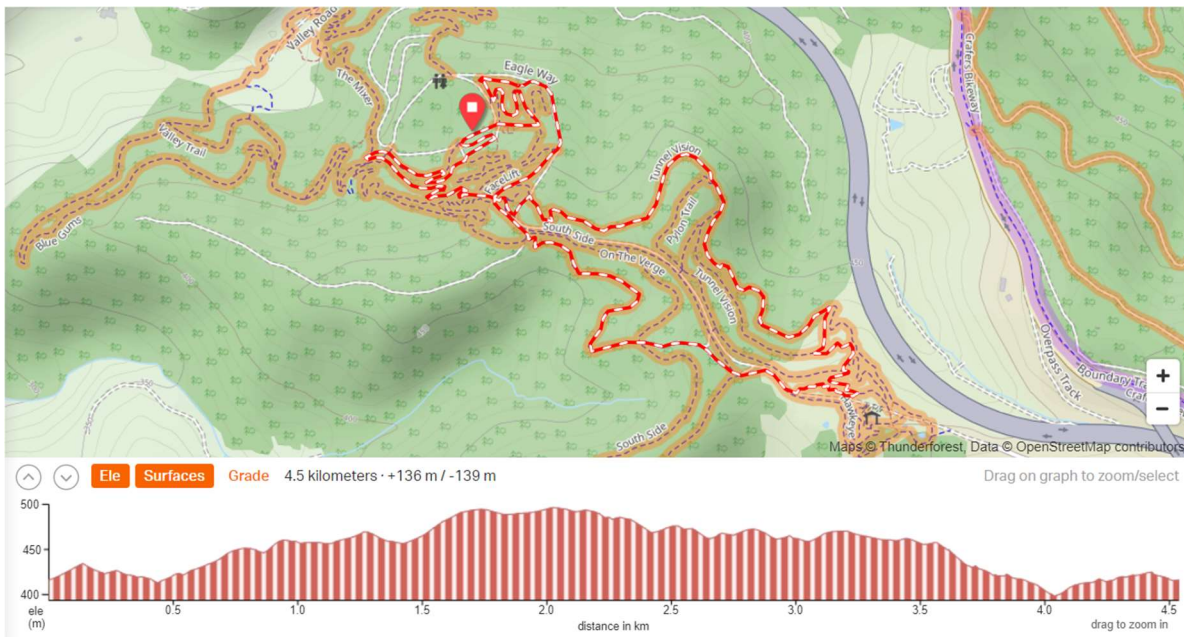 Valley Road
Crafers Bikeway
Eagle Way
The Mixer
Valley Trail
Tunnel Vision
FaceLift
Pylon Trail
Blue Gums
South Side
On The Verge
Tunnel Vision
Overpass Track
Boundary Tr
South Side
+
−
Maps © Thunderforest, Data © OpenStreetMap contributors
Ele Surfaces Grade 4.5 kilometers · +136 m / -139 m Drag on graph to zoom/select
500
450
400
ele
(m)
0.5 1.0 1.5 2.0 2.5 3.0 3.5 4.0 4.5
distance in km drag to zoom in